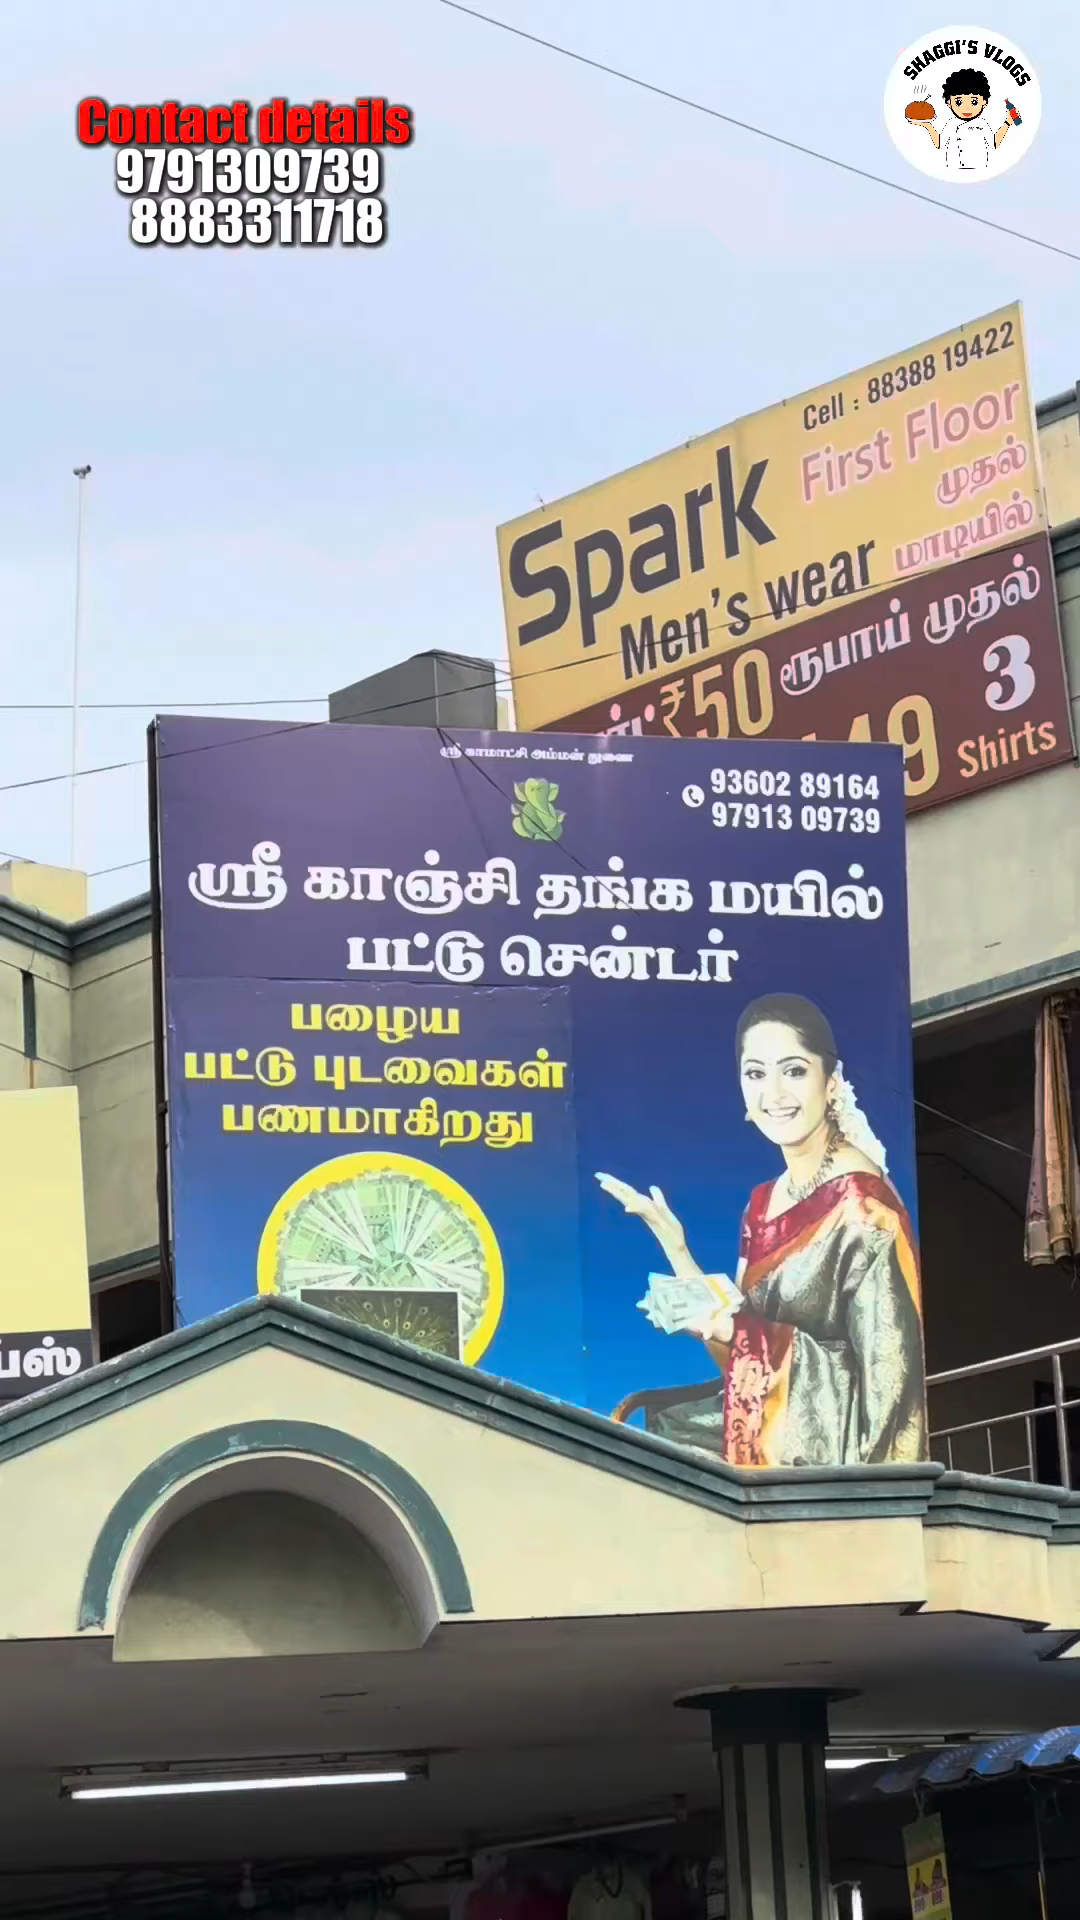 Contact details
9791309739
8883311718
SHAGGI'S VLOGS
Cell : 88388 19422
Spark
First Floor
முதல்
மாடியில்
Men's wear
₹50 ரூபாய் முதல்
3
Shirts
ஸ்ரீ காமாட்சி அம்மன் துணை
93602 89164
97913 09739
ஸ்ரீ காஞ்சி தங்க மயில்
பட்டு சென்டர்
பழைய
பட்டு புடவைகள்
பணமாகிறது